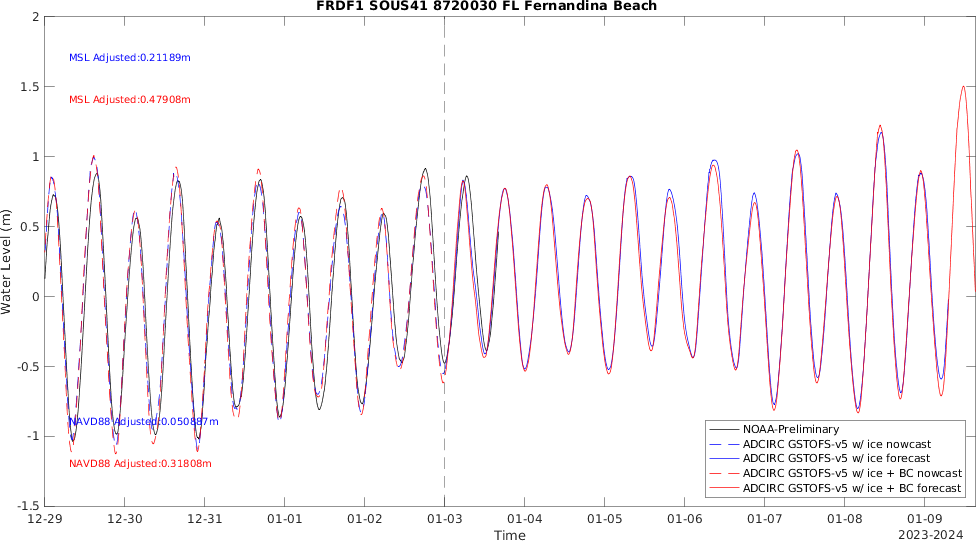 FRDF1 SOUS41 8720030 FL Fernandina Beach
2
1.5
1
0.5
0
-0.5
-1
-1.5
Water Level (m)
MSL Adjusted:0.21189m
MSL Adjusted:0.47908m
NAVD88 Adjusted:0.050887m
NAVD88 Adjusted:0.31808m
NOAA-Preliminary
ADCIRC GSTOFS-v5 w/ ice nowcast
ADCIRC GSTOFS-v5 w/ ice forecast
ADCIRC GSTOFS-v5 w/ ice + BC nowcast
ADCIRC GSTOFS-v5 w/ ice + BC forecast
12-29 12-30 12-31 01-01 01-02 01-03 01-04 01-05 01-06 01-07 01-08 01-09
Time
2023-2024